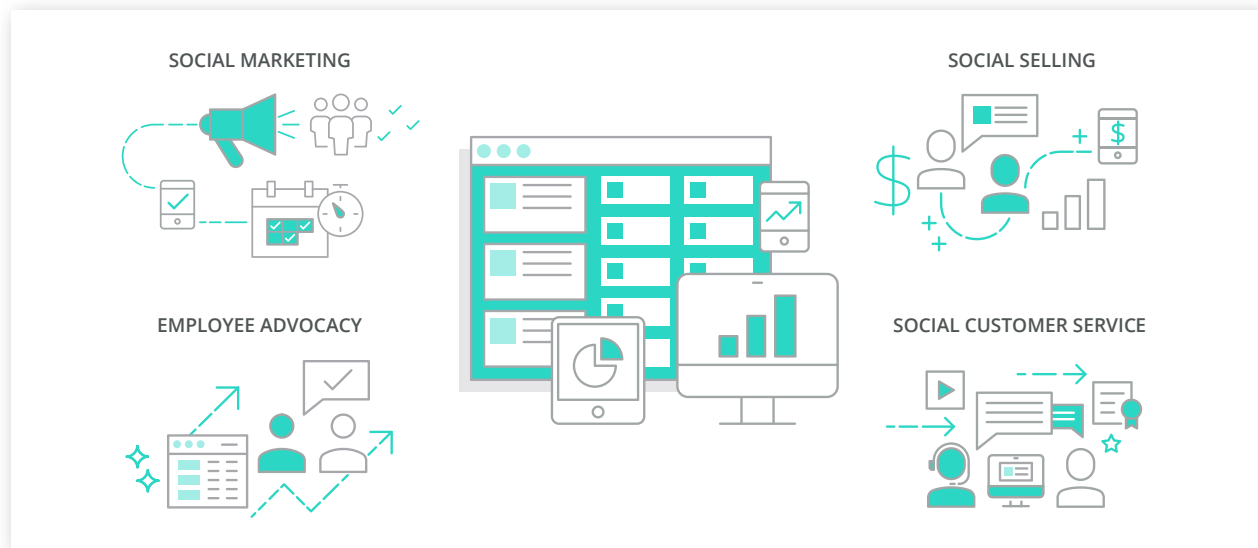 SOCIAL MARKETING
SOCIAL SELLING
$
$
EMPLOYEE ADVOCACY
SOCIAL CUSTOMER SERVICE